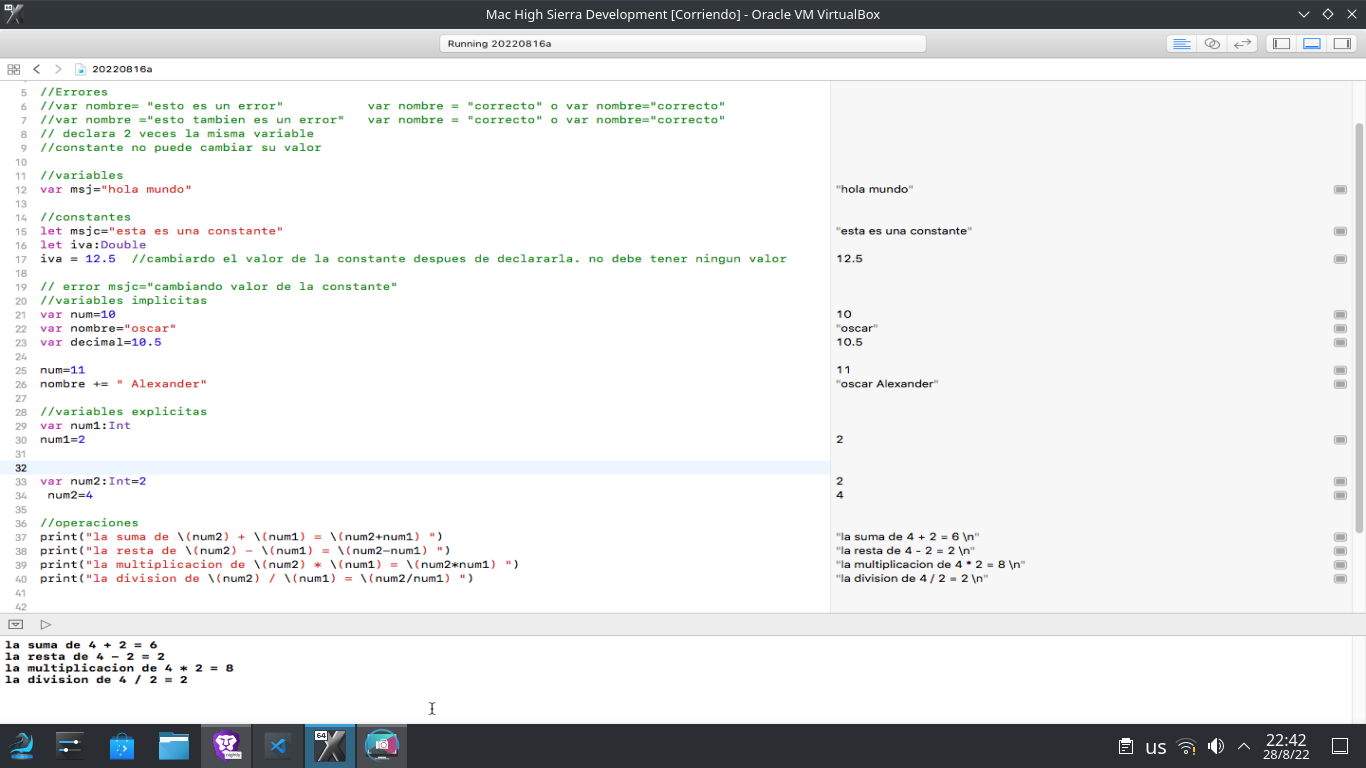 Mac High Sierra Development [Corriendo] - Oracle VM VirtualBox
Running 20220816a
20220816a
5 //Errores
6 //var nombre= "esto es un error"           var nombre = "correcto" o var nombre="correcto"
7 //var nombre ="esto tambien es un error"   var nombre = "correcto" o var nombre="correcto"
8 // declara 2 veces la misma variable
9 //constante no puede cambiar su valor
10
11 //variables
12 var msj="hola mundo" "hola mundo"
13
14 //constantes
15 let msjc="esta es una constante" "esta es una constante"
16 let iva:Double
17 iva = 12.5  //cambiardo el valor de la constante despues de declararla. no debe tener ningun valor 12.5
18
19 // error msjc="cambiando valor de la constante"
20 //variables implicitas
21 var num=10 10
22 var nombre="oscar" "oscar"
23 var decimal=10.5 10.5
24
25 num=11 11
26 nombre += " Alexander" "oscar Alexander"
27
28 //variables explicitas
29 var num1:Int
30 num1=2 2
31
32
33 var num2:Int=2 2
34  num2=4 4
35
36 //operaciones
37 print("la suma de \(num2) + \(num1) = \(num2+num1) ") "la suma de 4 + 2 = 6 \n"
38 print("la resta de \(num2) - \(num1) = \(num2-num1) ") "la resta de 4 - 2 = 2 \n"
39 print("la multiplicacion de \(num2) * \(num1) = \(num2*num1) ") "la multiplicacion de 4 * 2 = 8 \n"
40 print("la division de \(num2) / \(num1) = \(num2/num1) ") "la division de 4 / 2 = 2 \n"
41
42
la suma de 4 + 2 = 6
la resta de 4 - 2 = 2
la multiplicacion de 4 * 2 = 8
la division de 4 / 2 = 2
64
us
22:42
28/8/22